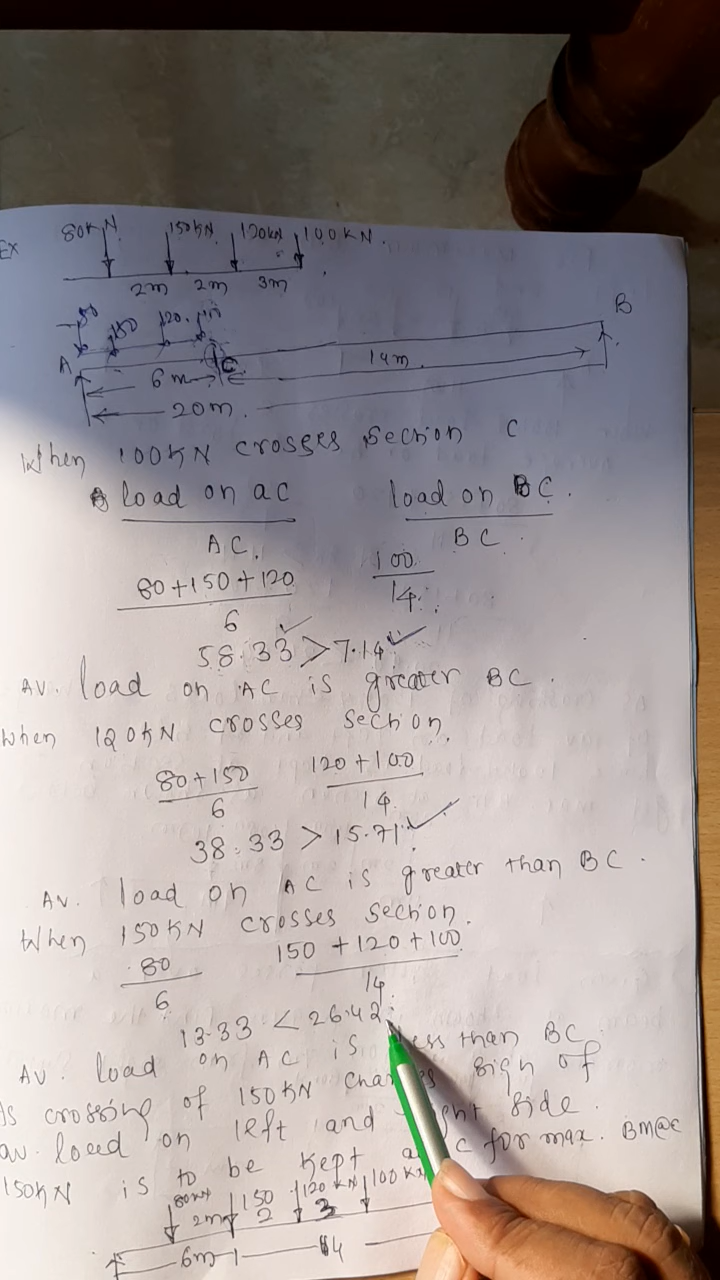 Ex
80KN 150KN 120KN 100KN.
2m 2m 3m
80 150 120
B
A C
6m 14m.
20m.
When 100KN crosses section C
load on ac load on BC.
AC. BC.
80+150+120 100
6 14.
58.33 > 7.14
AV. load on AC is greater BC.
When 120KN crosses section.
80+150 120+100
6 14.
38.33 > 15.71
AV. load on AC is greater than BC.
When 150KN crosses section.
80 150+120+100
6 14
13.33 < 26.42
AV. load on AC is less than BC.
As crossing of 150KN sign of
av. load on left and side.
150KN is to be kept C for max. BM@C
80KN 150 120KN 100KN
2m 2 3
6m 14